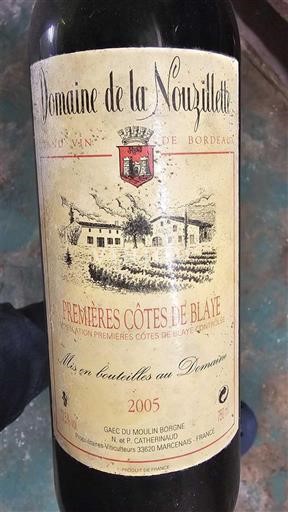 Domaine de la Nouzillette
VIN DE BORDEAUX
PREMIÈRES CÔTES DE BLAYE
APPELLATION PREMIÈRES CÔTES DE BLAYE CONTRÔLÉE
Mis en bouteilles au Domaine
2005
GAEC DU MOULIN BORGNE
N. et P. CATHERINAUD
Propriétaires-Viticulteurs 33620 MARCENAIS - FRANCE
PRODUIT DE FRANCE